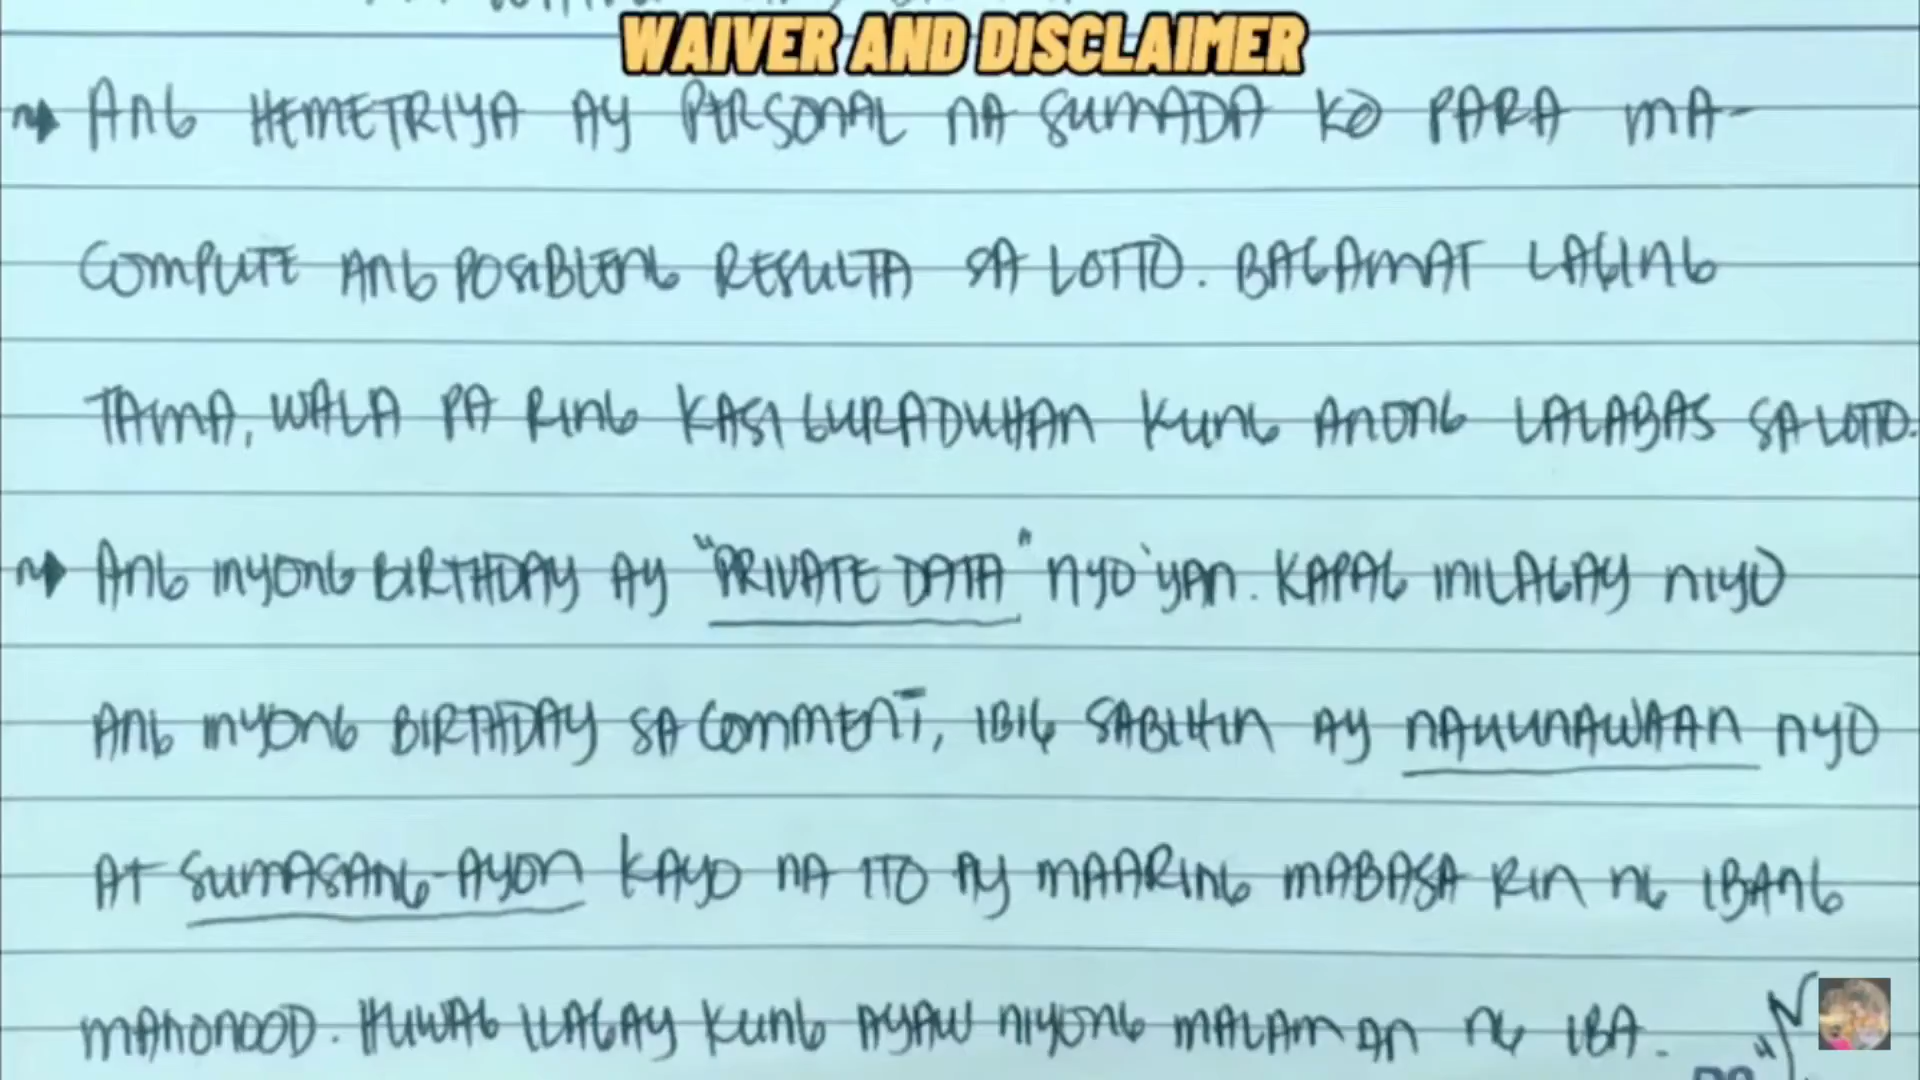 WAIVER AND DISCLAIMER
ANG HEMETRIYA AY PERSONAL NA SUMADA KO PARA MA-
COMPUTE ANG POSIBLENG RESULTA SA LOTTO. BAGAMAT LAGING
TAMA, WALA PA RING KASIGURADUHAN KUNG ANONG LALABAS SA LOTTO.
ANG INYONG BIRTHDAY AY "PRIVATE DATA" NYO 'YAN. KAPAG INILAGAY NIYO
ANG INYONG BIRTHDAY SA COMMENT, IBIG SABIHIN AY NAUUNAWAAN NYO
AT SUMASANG-AYON KAYO NA ITO AY MAARING MABASA RIN NG IBANG
MANONOOD. HUWAG ILAGAY KUNG AYAW NIYONG MALAMAN NG IBA.